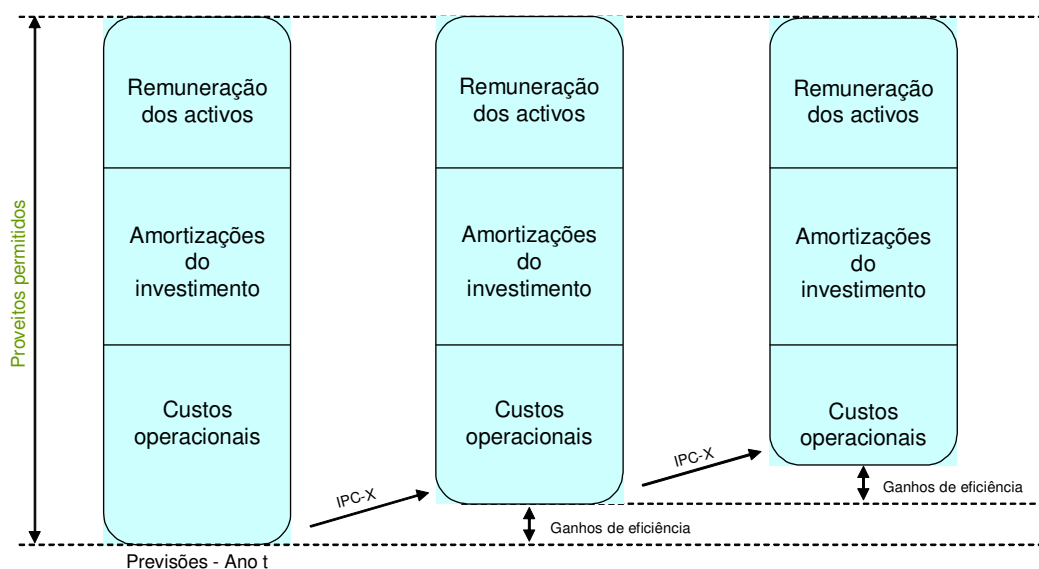 Proveitos permitidos
Remuneração
dos activos
Amortizações
do
investimento
Custos
operacionais
Previsões - Ano t
IPC-X
Remuneração
dos activos
Amortizações
do
investimento
Custos
operacionais
Ganhos de eficiência
IPC-X
Remuneração
dos activos
Amortizações
do
investimento
Custos
operacionais
Ganhos de eficiência